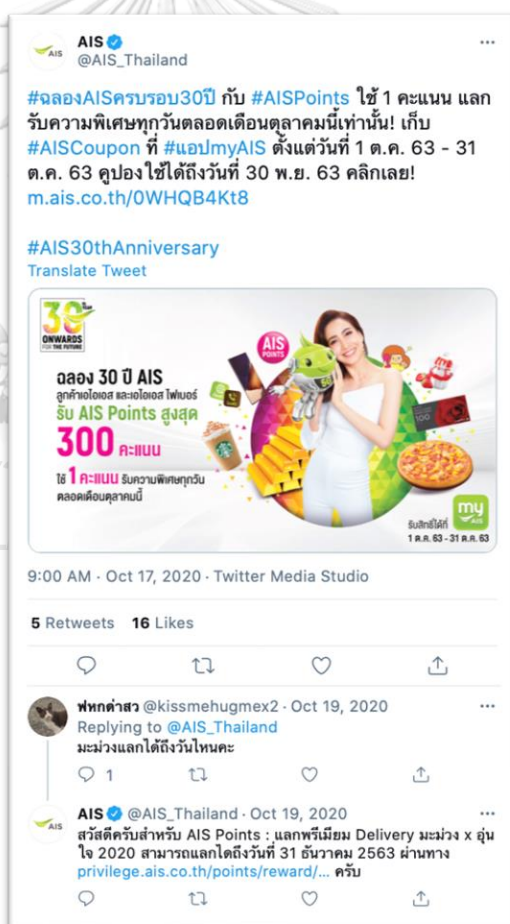 AIS
@AIS_Thailand
#ฉลองAISครบรอบ30ปี กับ #AISPoints ใช้ 1 คะแนน แลก
รับความพิเศษทุกวันตลอดเดือนตุลาคมนี้เท่านั้น! เก็บ
#AISCoupon ที่ #แอปmyAIS ตั้งแต่วันที่ 1 ต.ค. 63 - 31
ต.ค. 63 คูปองใช้ได้ถึงวันที่ 30 พ.ย. 63 คลิกเลย!
m.ais.co.th/0WHQB4Kt8
#AIS30thAnniversary
Translate Tweet
30
ONWARDS
FOR THE FUTURE
AIS
POINTS
ฉลอง 30 ปี AIS
ลูกค้าเอไอเอส และเอไอเอส ไฟเบอร์
รับ AIS Points สูงสุด
300 คะแนน
ใช้ 1 คะแนน รับความพิเศษทุกวัน
ตลอดเดือนตุลาคมนี้
100
my
AIS
รับสิทธิ์ได้ที่
1 ต.ค. 63 - 31 ต.ค. 63
9:00 AM · Oct 17, 2020 · Twitter Media Studio
5 Retweets 16 Likes
ฟหกด่าสว @kissmehugmex2 · Oct 19, 2020
Replying to @AIS_Thailand
มะม่วงแลกได้ถึงวันไหนคะ
1
AIS
AIS @AIS_Thailand · Oct 19, 2020
สวัสดีครับสำหรับ AIS Points : แลกพรีเมียม Delivery มะม่วง x อุ่น
ใจ 2020 สามารถแลกไดถึงวันที่ 31 ธันวาคม 2563 ผ่านทาง
privilege.ais.co.th/points/reward/... ครับ